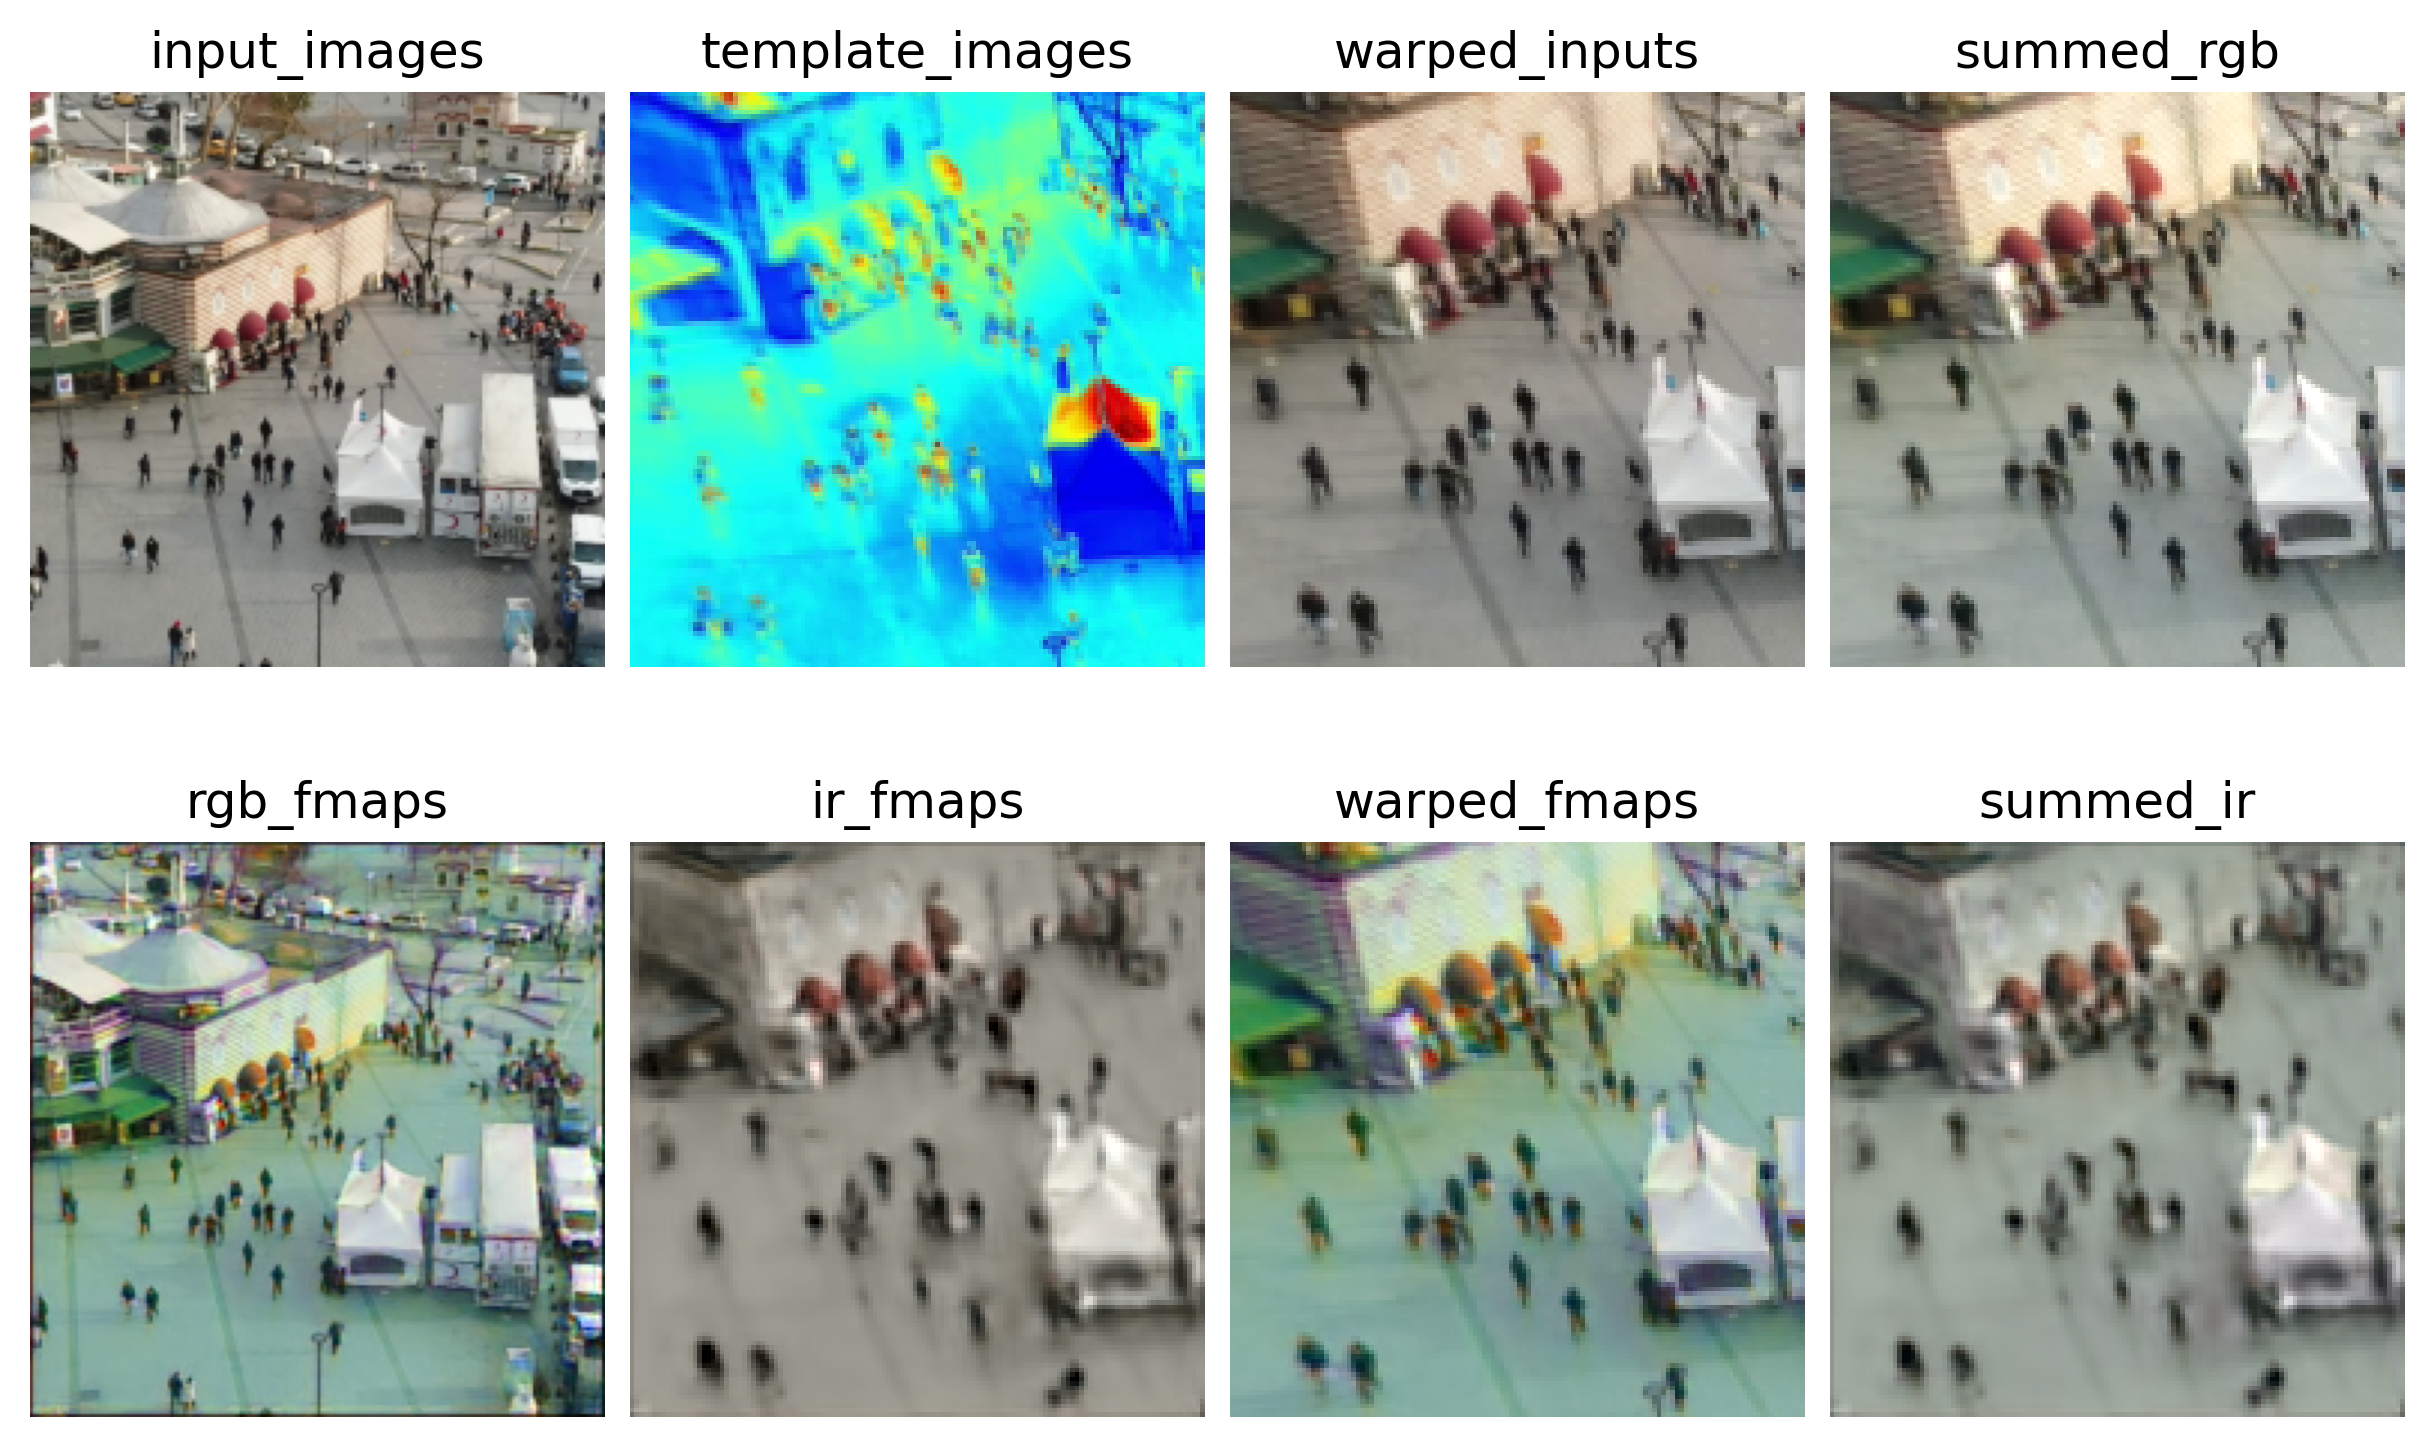 input_images
template_images
warped_inputs
summed_rgb
rgb_fmaps
ir_fmaps
warped_fmaps
summed_ir